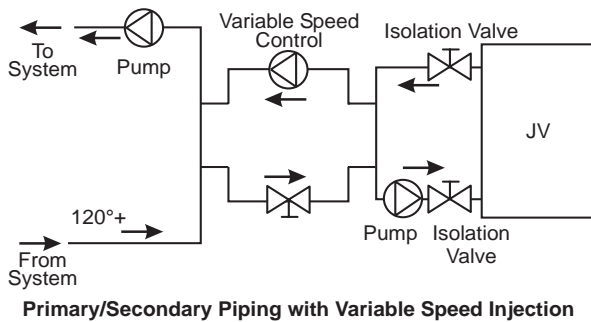 To
System
Pump
Variable Speed
Control
Isolation Valve
JV
120°+
From
System
Pump
Isolation
Valve
Primary/Secondary Piping with Variable Speed Injection